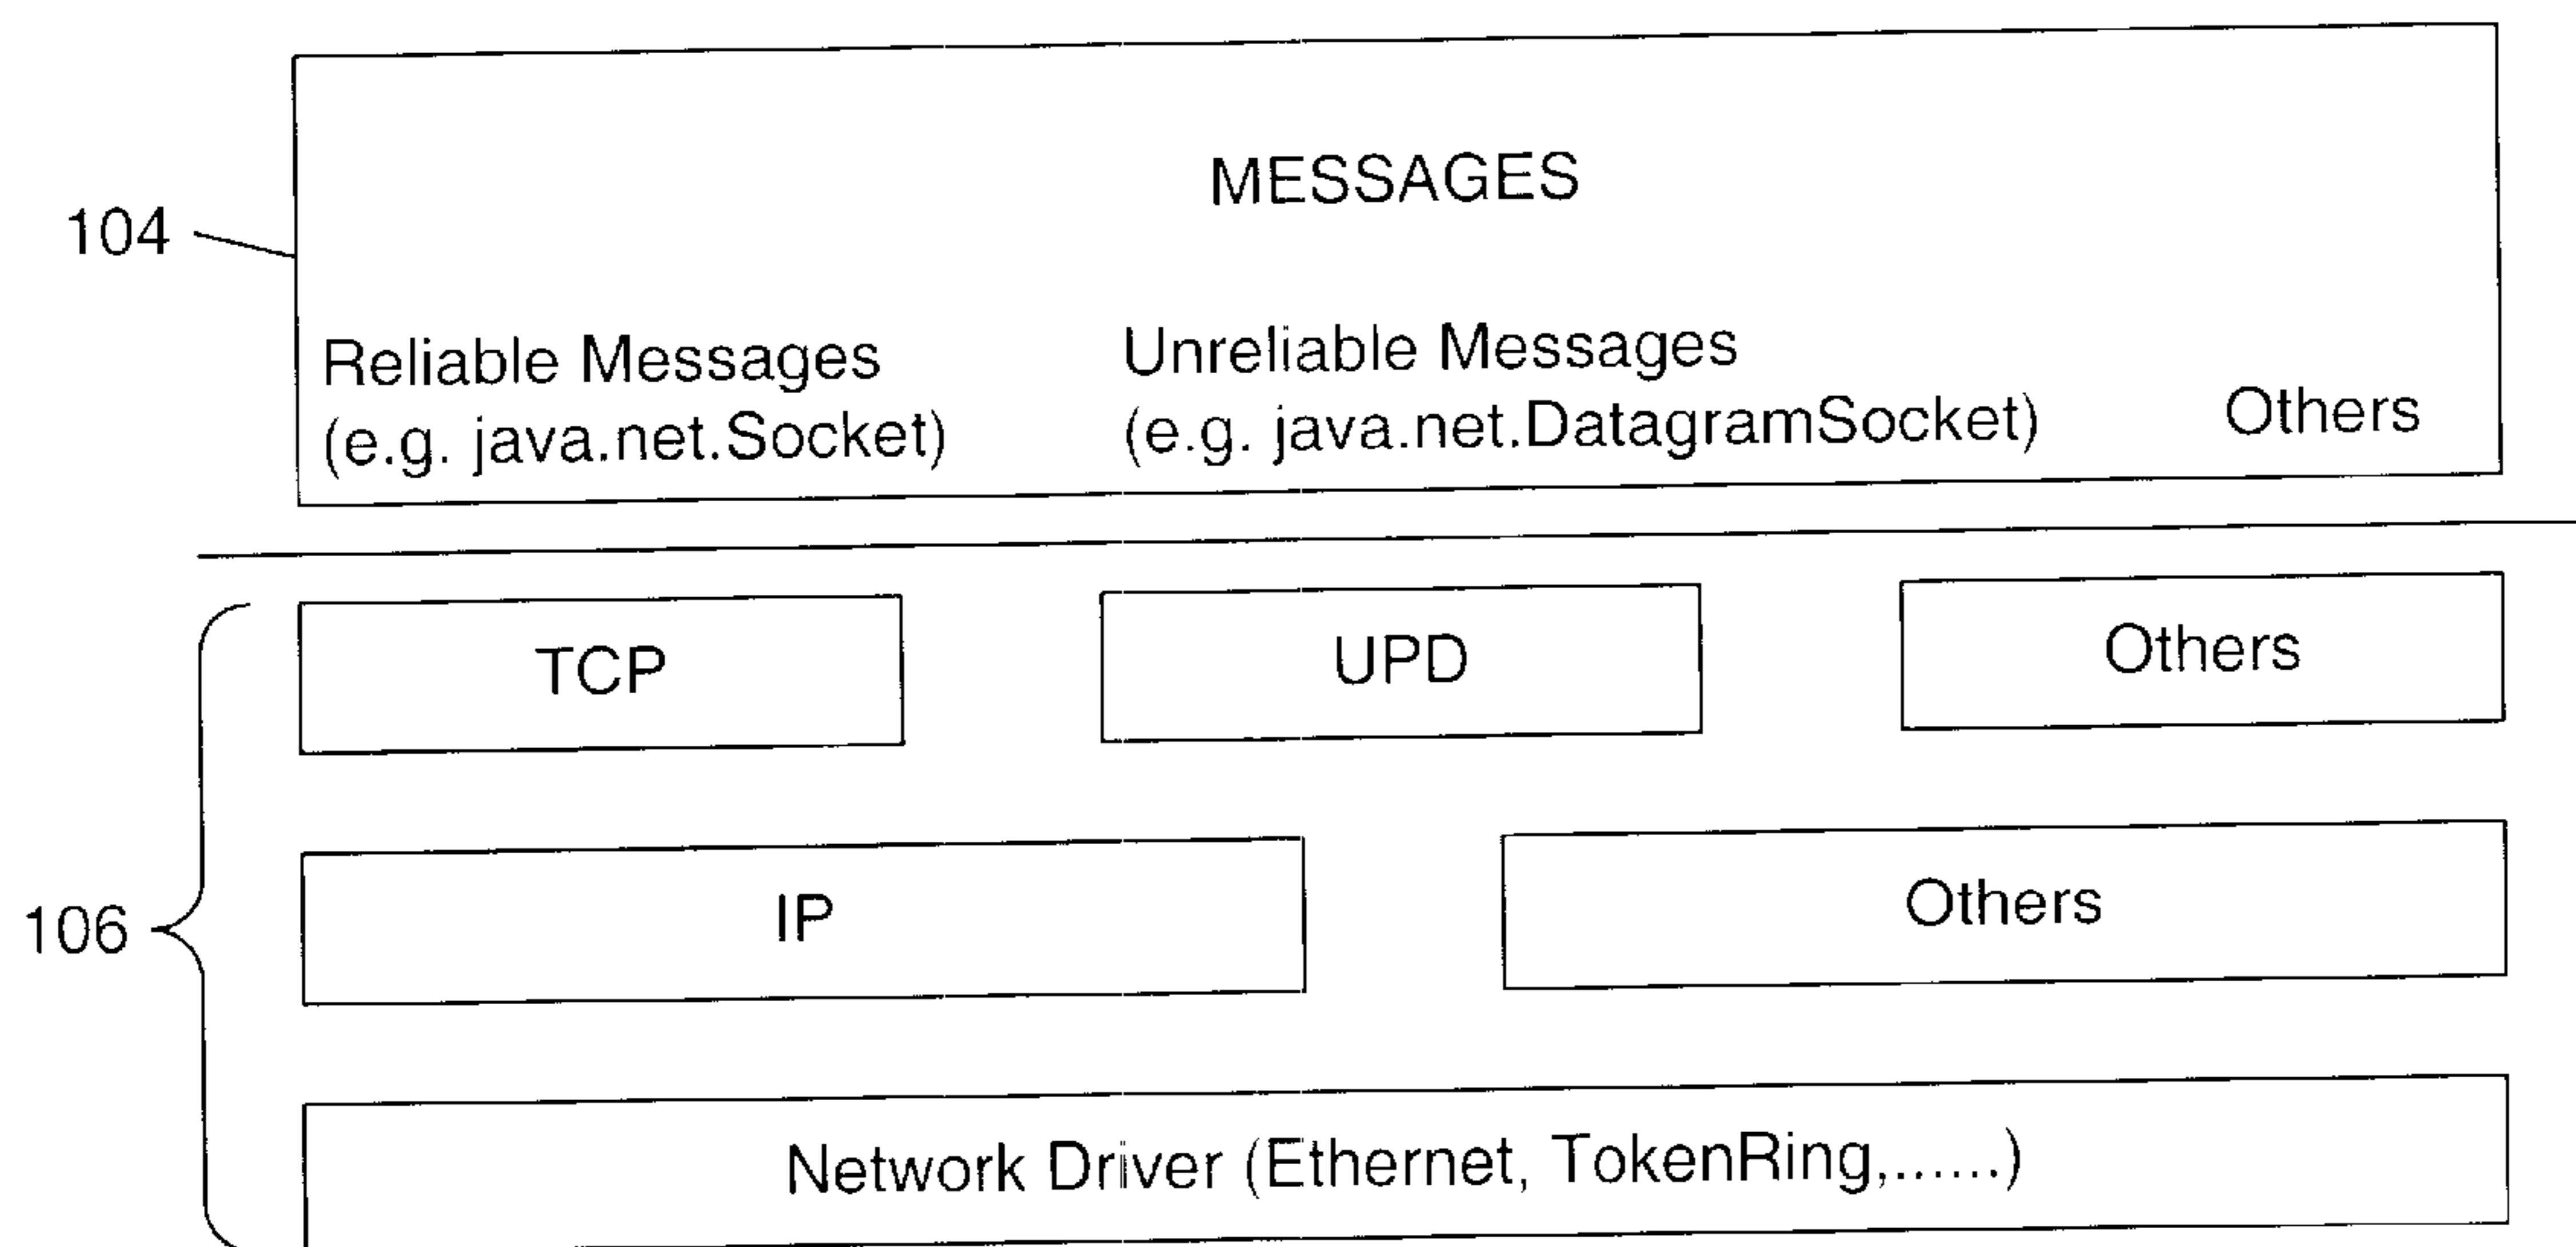 MESSAGES
104
Reliable Messages
(e.g. java.net.Socket)
Unreliable Messages
(e.g. java.net.DatagramSocket)
Others
TCP
UPD
Others
106
IP
Others
Network Driver (Ethernet, TokenRing,.......)